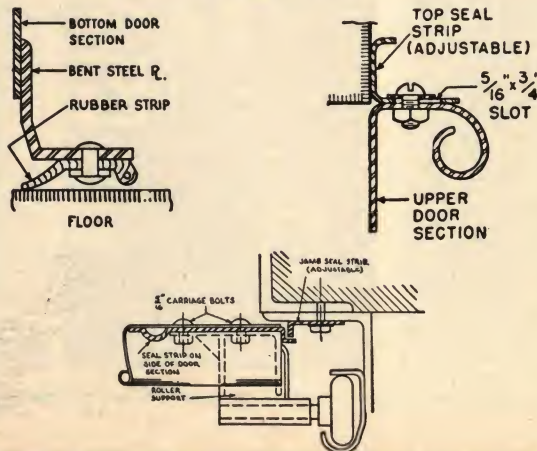 BOTTOM DOOR
SECTION
BENT STEEL PL.
RUBBER STRIP
FLOOR
TOP SEAL
STRIP
(ADJUSTABLE)
5/16" x 3/4"
SLOT
UPPER
DOOR
SECTION
JAMB SEAL STRIP
(ADJUSTABLE)
CARRIAGE BOLTS
SEAL STRIP ON
SIDE OF DOOR
SECTION
ROLLER
SUPPORT